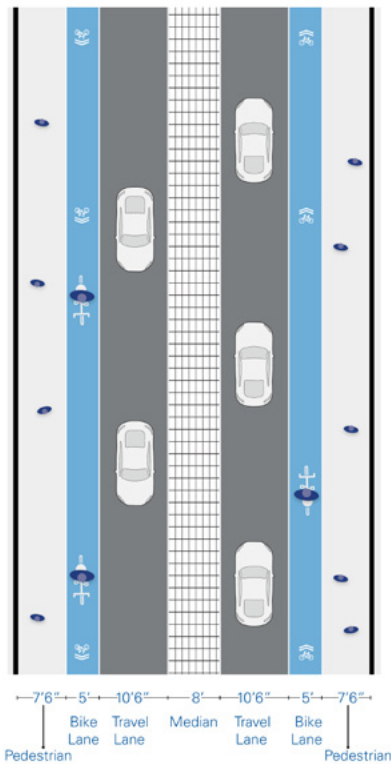 7'6" 5' 10'6" 8' 10'6" 5' 7'6"
Bike Travel Median Travel Bike
Lane Lane Lane Lane
Pedestrian Pedestrian